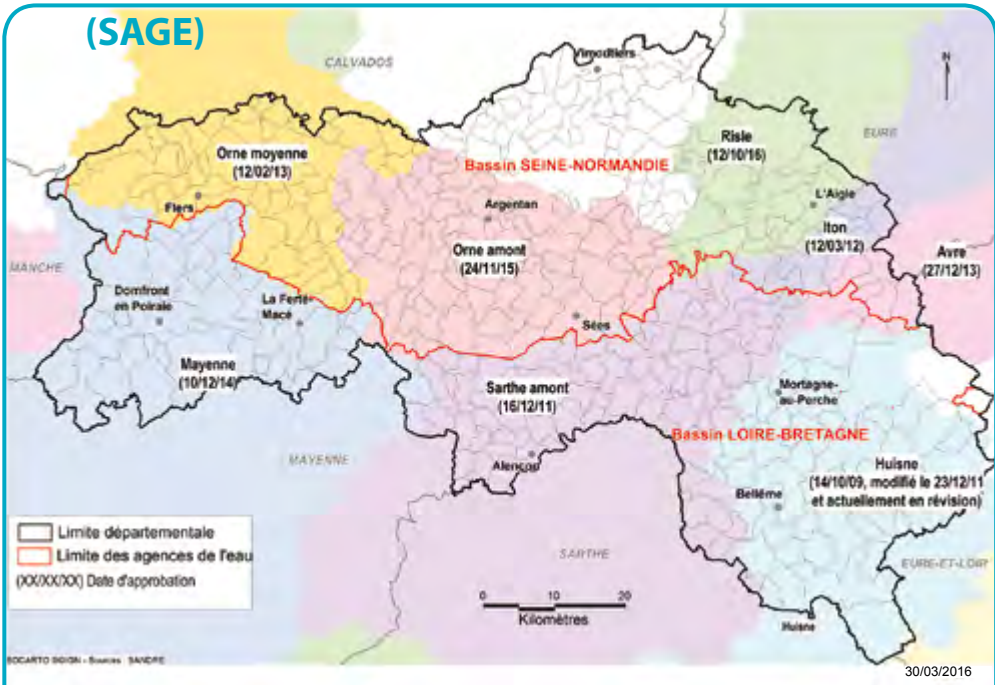 (SAGE)
CALVADOS
Vimoutiers
N
Orne moyenne
(12/02/13)
Bassin SEINE-NORMANDIE
Risle
(12/10/16)
EURE
Flers
Argentan
L'Aigle
Iton
(12/03/12)
Orne amont
(24/11/15)
Avre
(27/12/13)
MANCHE
Domfront
en Poiraie
La Ferté-
Macé
Sées
Mayenne
(10/12/14)
Sarthe amont
(16/12/11)
Mortagne-
au-Perche
Bassin LOIRE-BRETAGNE
MAYENNE
Alençon
Huisne
(14/10/09, modifié le 23/12/11
et actuellement en révision)
Bellême
Limite départementale
Limite des agences de l'eau
(XX/XX/XX) Date d'approbation
SARTHE
EURE-ET-LOIR
0 10 20
Kilomètres
Huisne
Sources SANDRE
30/03/2016